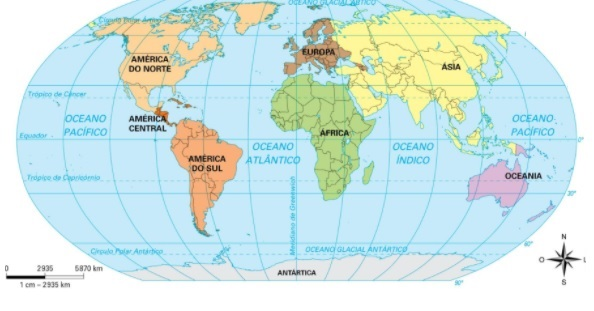 OCEANO GLACIAL ÁRTICO
Círculo Polar Ártico
EUROPA
AMÉRICA
DO NORTE
ÁSIA
Trópico de Câncer
OCEANO
PACÍFICO
AMÉRICA
CENTRAL
ÁFRICA
OCEANO
PACÍFICO
Equador
0°
OCEANO
ATLÂNTICO
OCEANO
ÍNDICO
AMÉRICA
DO SUL
Trópico de Capricórnio
OCEANIA
Meridiano de Greenwich
Círculo Polar Antártico
OCEANO GLACIAL ANTÁRTICO
ANTÁRTICA
90°
0 2935 5870 km
1 cm – 2935 km
N
O
L
S